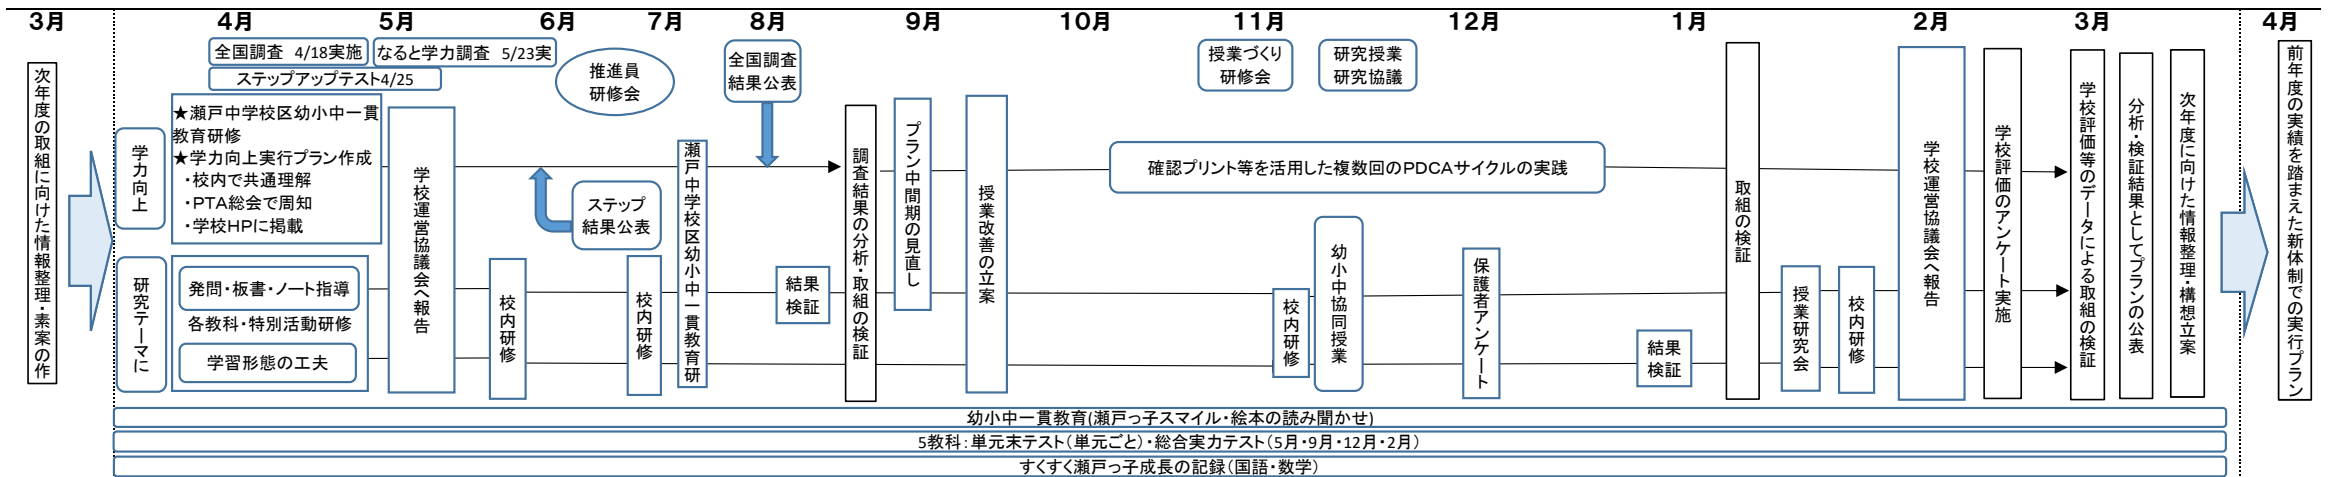 3月
4月
5月
6月
7月
8月
9月
10月
11月
12月
1月
2月
3月
4月
次年度の取組に向けた情報整理・素案の作
全国調査 4/18実施
なると学力調査 5/23実
ステップアップテスト4/25
学力向上
★瀬戸中学校区幼小中一貫
教育研修
★学力向上実行プラン作成
・校内で共通理解
・PTA総会で周知
・学校HPに掲載
研究テーマに
発問・板書・ノート指導
各教科・特別活動研修
学習形態の工夫
学校運営協議会へ報告
校内研修
推進員
研修会
ステップ
結果公表
校内研修
瀬戸中学校区幼小中一貫教育研
全国調査
結果公表
結果
検証
調査結果の分析・取組の検証
プラン中間期の見直し
授業改善の立案
授業づくり
研修会
研究授業
研究協議
確認プリント等を活用した複数回のPDCAサイクルの実践
校内研修
幼小中協同授業
保護者アンケート
結果
検証
取組の検証
授業研究会
校内研修
学校運営協議会へ報告
学校評価のアンケート実施
学校評価等のデータによる取組の検証
分析・検証結果としてプランの公表
次年度に向けた情報整理・構想立案
前年度の実績を踏まえた新体制での実行プラン
幼小中一貫教育(瀬戸っ子スマイル・絵本の読み聞かせ)
5教科：単元末テスト(単元ごと)・総合実力テスト(5月・9月・12月・2月)
すくすく瀬戸っ子成長の記録(国語・数学)